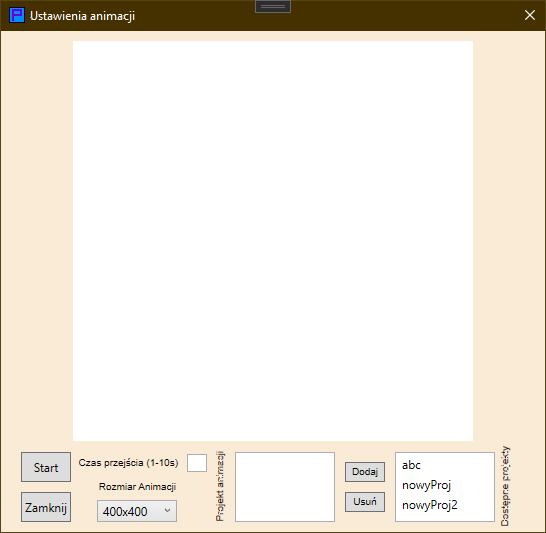 Ustawienia animacji
Start
Zamknij
Czas przejścia (1-10s)
Rozmiar Animacji
400x400
Projekt animacji
Dodaj
Usuń
abc
nowyProj
nowyProj2
Dostępne projekty